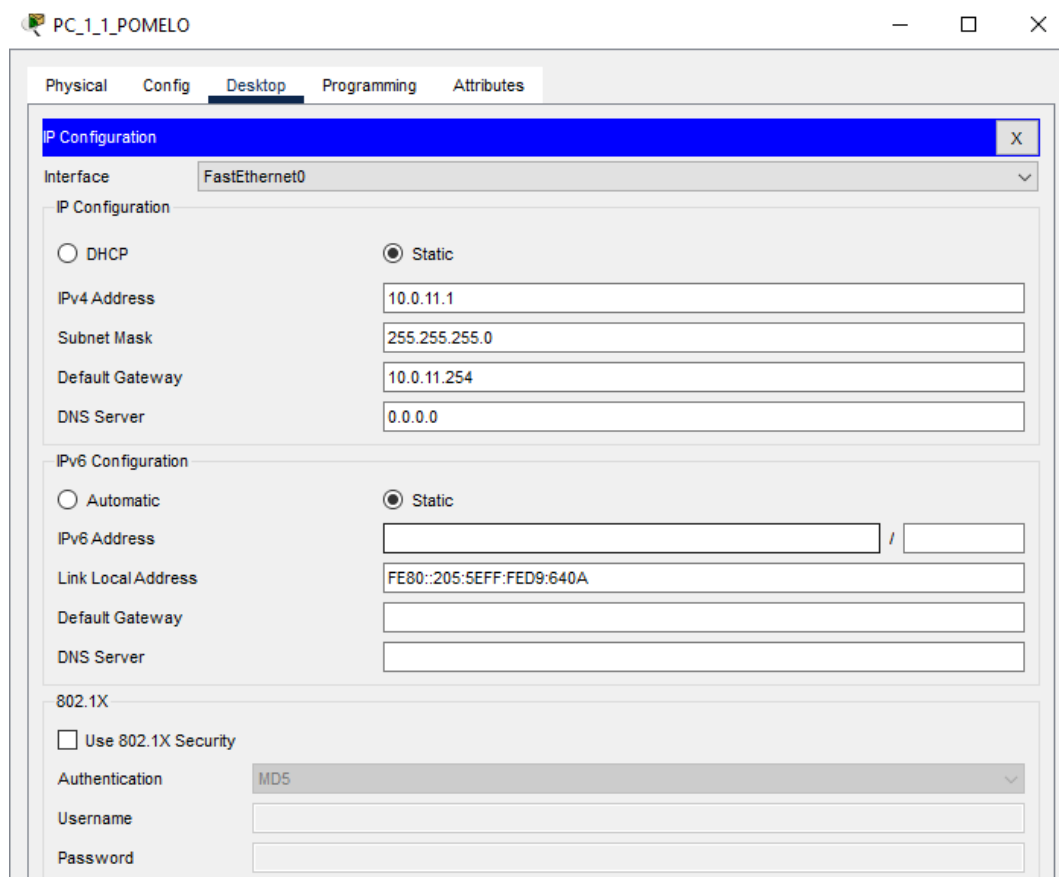 PC_1_1_POMELO
Physical Config Desktop Programming Attributes
IP Configuration X
Interface FastEthernet0
IP Configuration
DHCP Static
IPv4 Address 10.0.11.1
Subnet Mask 255.255.255.0
Default Gateway 10.0.11.254
DNS Server 0.0.0.0
IPv6 Configuration
Automatic Static
IPv6 Address /
Link Local Address FE80::205:5EFF:FED9:640A
Default Gateway
DNS Server
802.1X
Use 802.1X Security
Authentication MD5
Username
Password